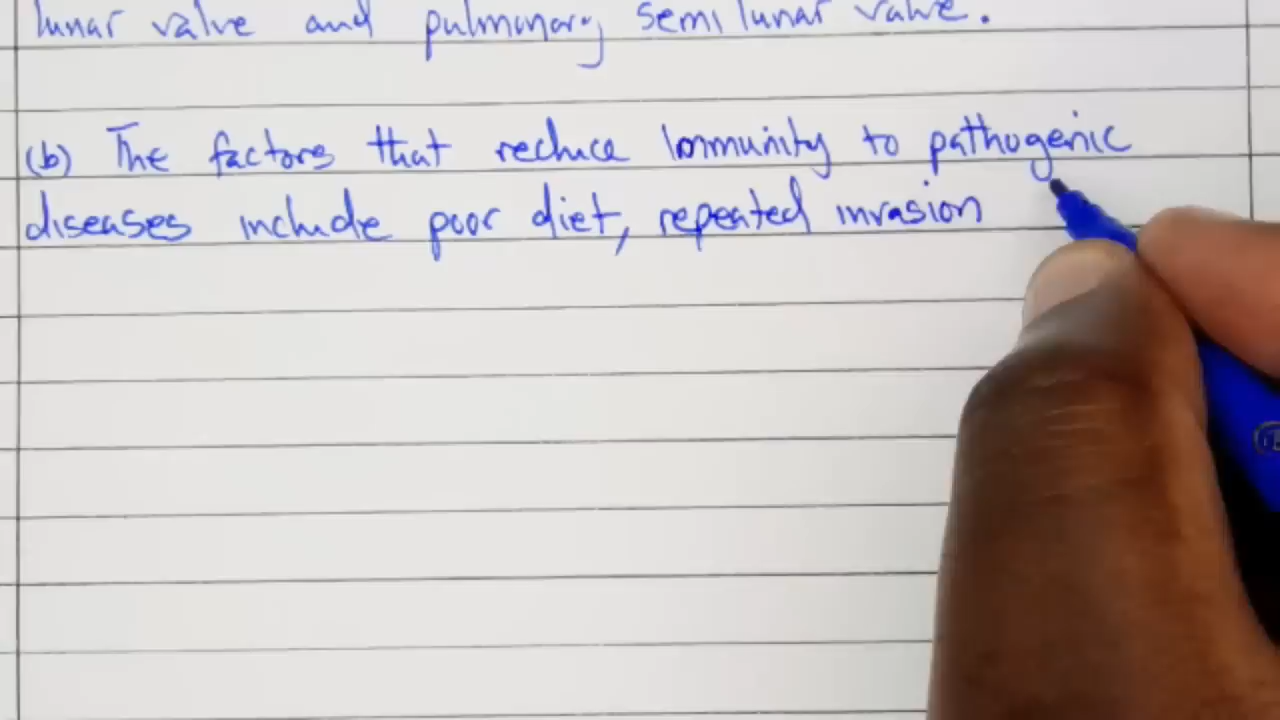 lunar valve and pulmonary semilunar valve.
(b) The factors that reduce Immunity to pathogenic
diseases include poor diet, repeated invasion